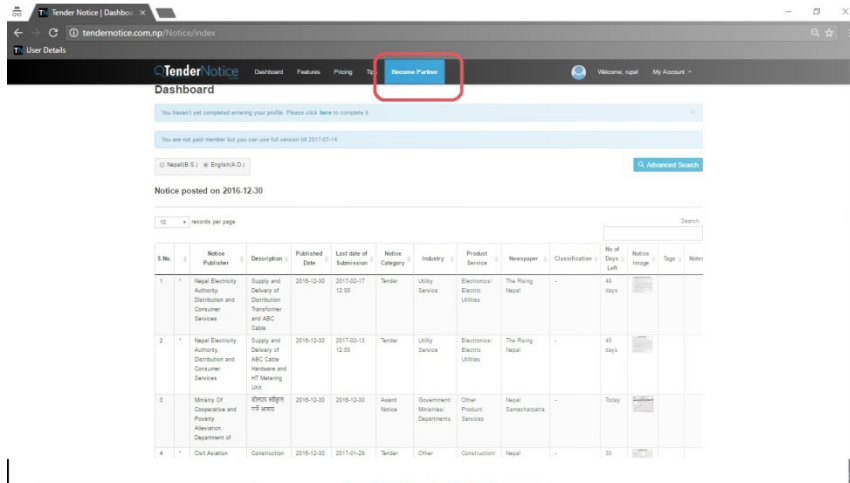 Tender Notice | Dashboa
tendernotice.com.np/Notice/index
User Details
TenderNotice Dashboard Features Pricing Tip Become Partner Welcome, rupal My Account
Dashboard
You haven't yet completed entering your profile. Please click here to complete it.
You are not paid member but you can use full version till 2017-07-14
Nepali(B.S.) English(A.D.) Advanced Search
Notice posted on 2016-12-30
10 records per page Search:
S.No. Notice Publisher Description Published Date Last date of Submission Notice Category Industry Product Service Newspaper Classification No of Days Left Notice Image Tags Notes
1 * Nepal Electricity Authority, Distribution and Consumer Services Supply and Delivery of Distribution Transformer and ABC Cable 2016-12-30 2017-02-17 12:00 Tender Utility Service Electronics/ Electro Utilities The Rising Nepal - 49 days
2 * Nepal Electricity Authority, Distribution and Consumer Services Supply and Delivery of ABC Cable Hardware and HT Metering Unit 2016-12-30 2017-02-13 12:00 Tender Utility Service Electronics/ Electro Utilities The Rising Nepal - 45 days
3 Ministry Of Cooperative and Poverty Alleviation, Department of बोलपत्र स्वीकृत गर्ने आशय 2016-12-30 2016-12-30 Award Notice Government/ Ministries/ Departments Other Product/ Services Nepal Samacharpatra - Today
4 * Civil Aviation Construction 2016-12-30 2017-01-29 Tender Other Construction/ Nepal - 30